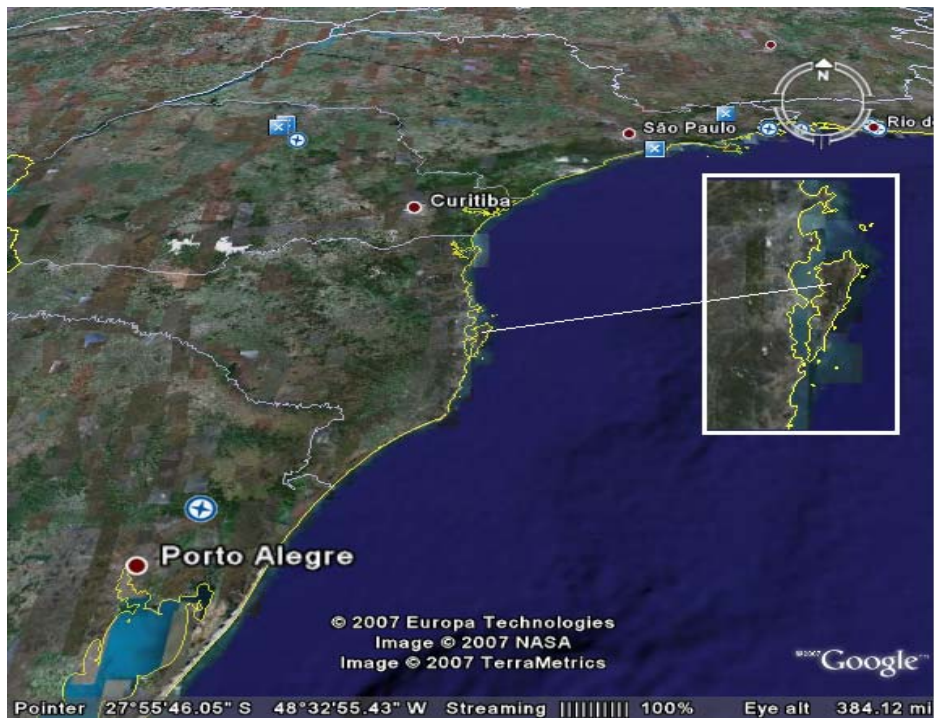 N
São Paulo
Rio de
Curitiba
Porto Alegre
© 2007 Europa Technologies
Image © 2007 NASA
Image © 2007 TerraMetrics
©2007 Google
Pointer 27°55'46.05" S 48°32'55.43" W Streaming |||||||||| 100% Eye alt 384.12 mi